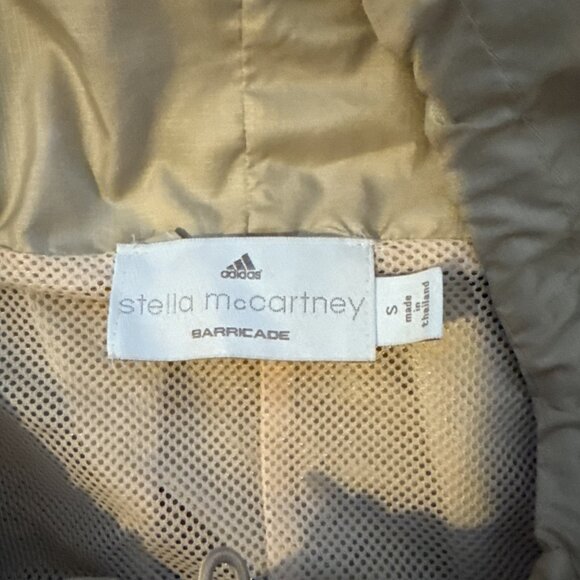 adidas
stella mccartney
BARRICADE
S
made
in
thailand